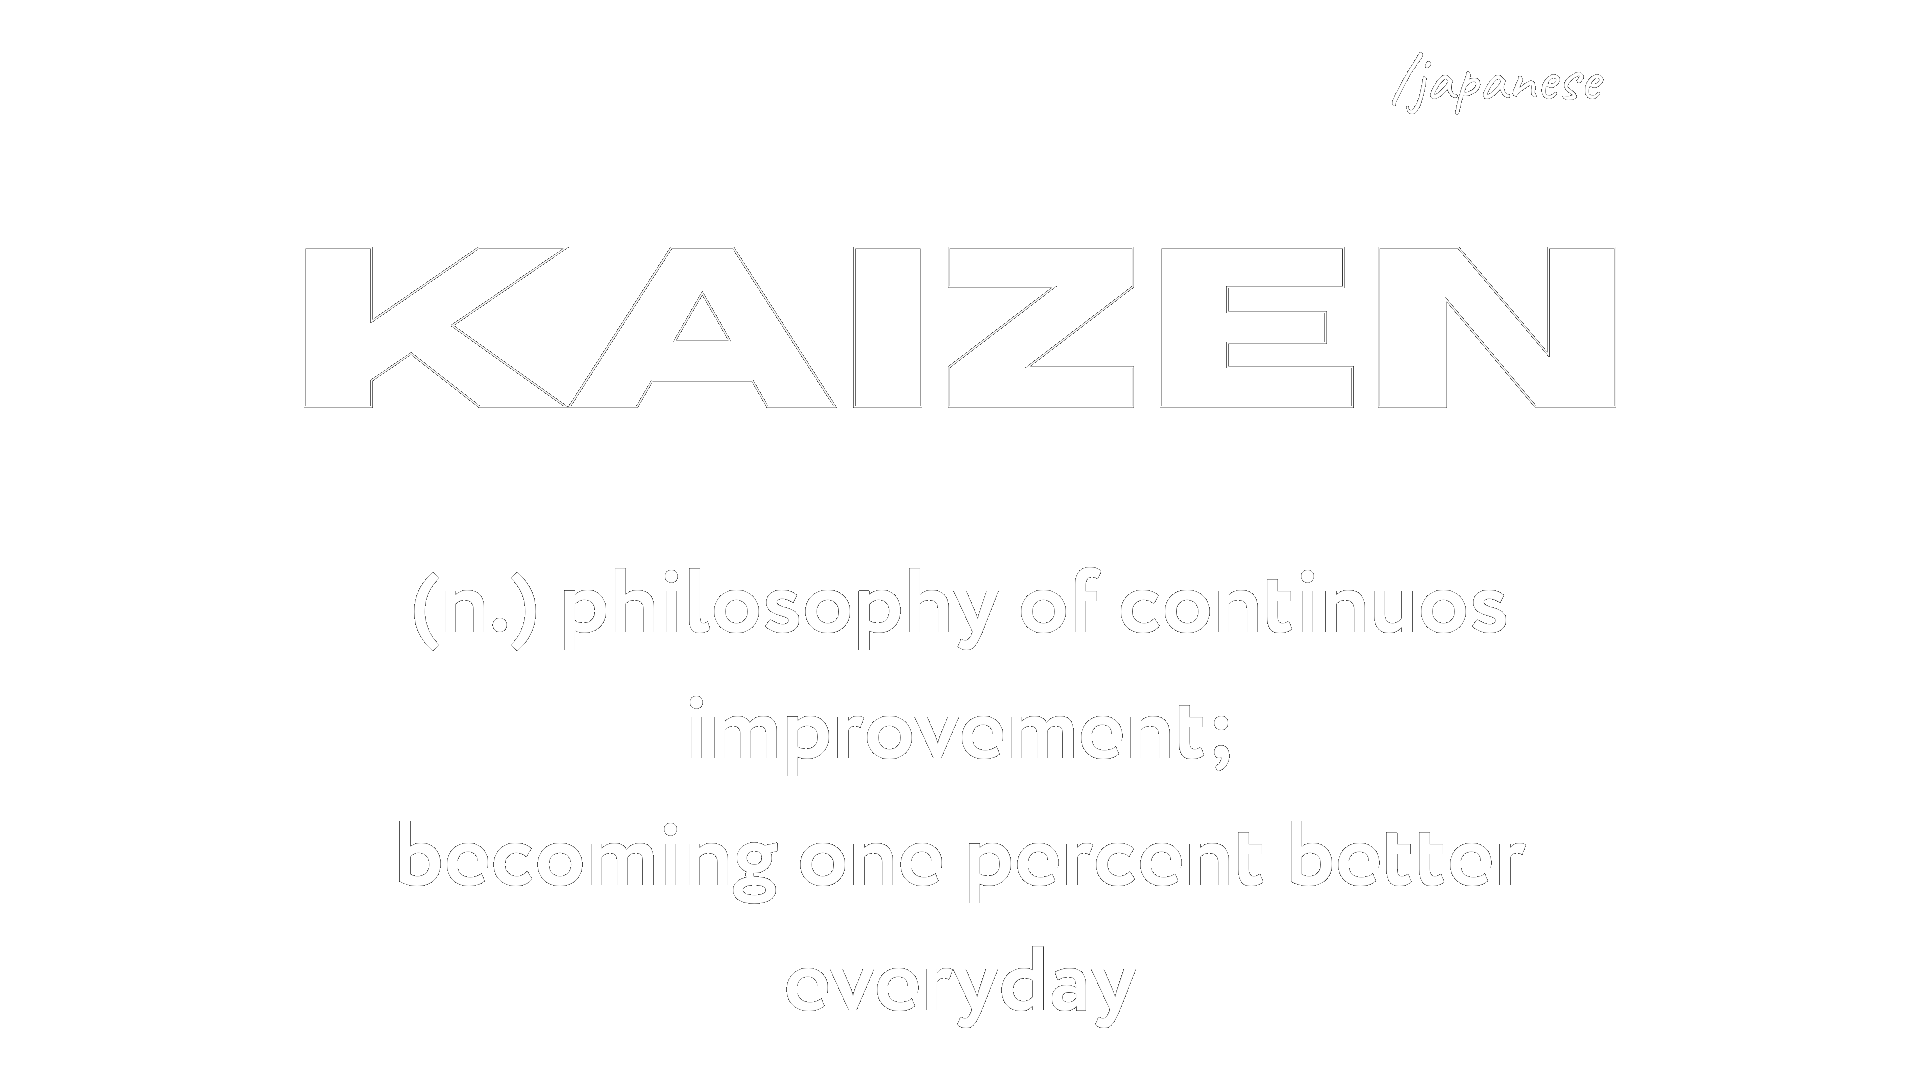 /japanese
KAIZEN
(n.) philosophy of continuos
improvement;
becoming one percent better
everyday